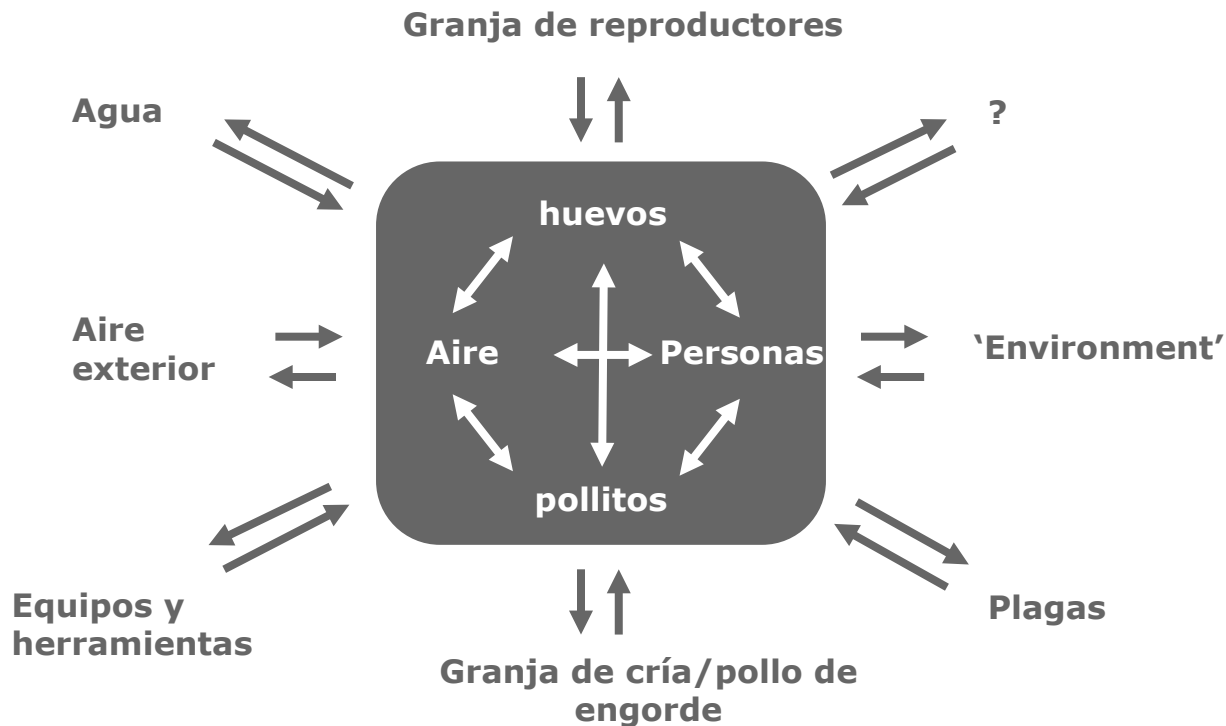 Granja de reproductores
Agua
?
huevos
Aire
exterior
Aire
Personas
‘Environment’
pollitos
Equipos y
herramientas
Plagas
Granja de cría/pollo de
engorde